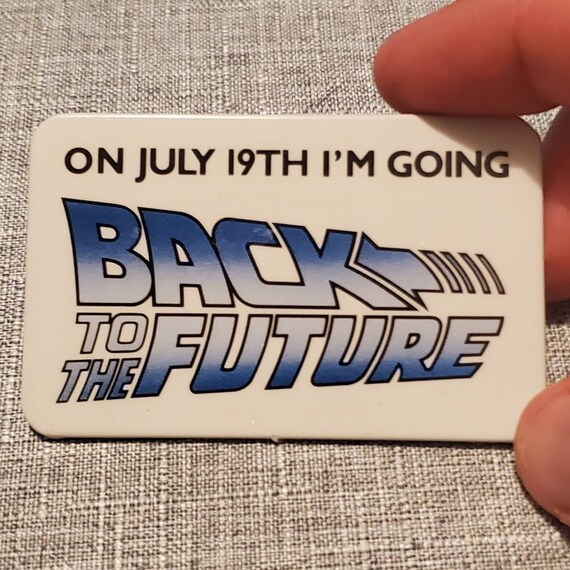 ON JULY 19TH I'M GOING
BACK
TO
THE FUTURE